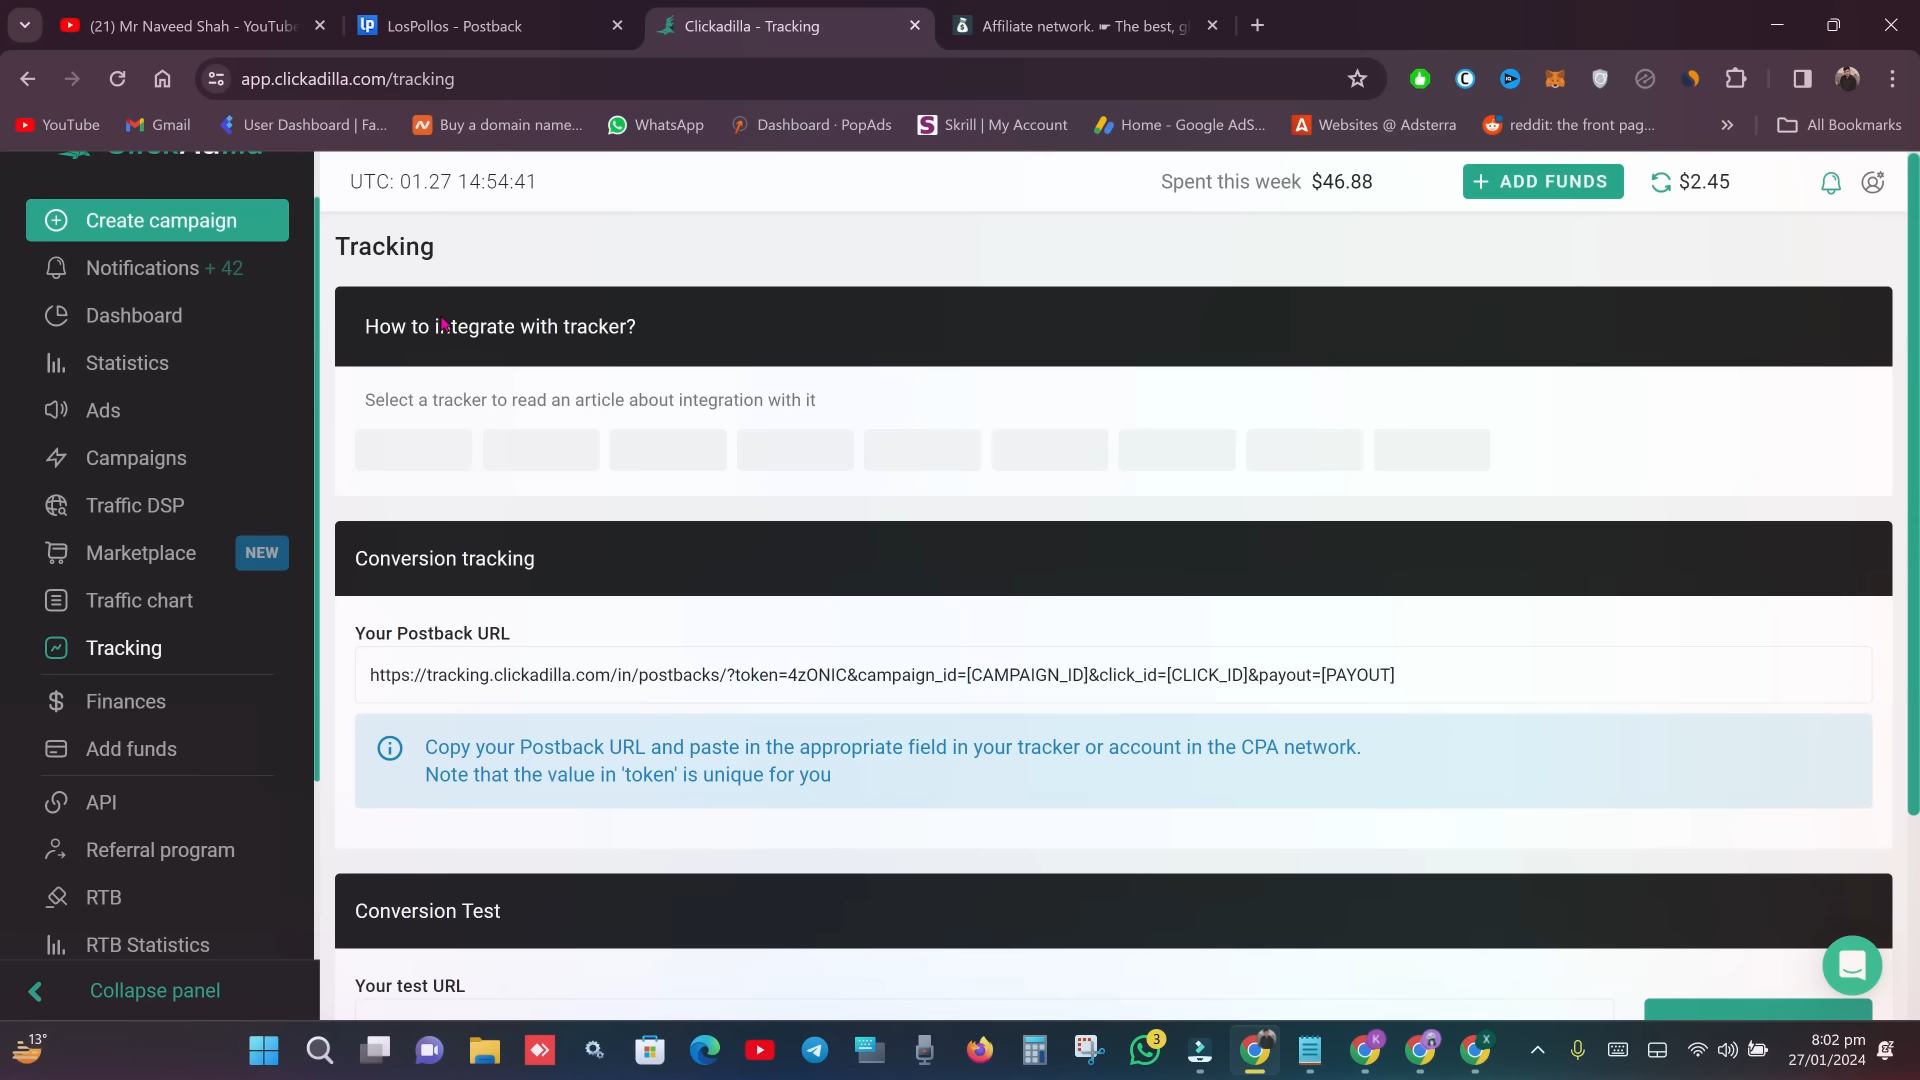 (21) Mr Naveed Shah - YouTube
LosPollos - Postback
Clickadilla - Tracking
Affiliate network. ☛ The best, gl
app.clickadilla.com/tracking
YouTube
Gmail
User Dashboard | Fa...
Buy a domain name...
WhatsApp
Dashboard · PopAds
Skrill | My Account
Home - Google AdS...
Websites @ Adsterra
reddit: the front pag...
All Bookmarks
UTC: 01.27 14:54:41
Spent this week $46.88
+ ADD FUNDS
$2.45
Create campaign
Notifications + 42
Dashboard
Statistics
Ads
Campaigns
Traffic DSP
Marketplace NEW
Traffic chart
Tracking
Finances
Add funds
API
Referral program
RTB
RTB Statistics
Collapse panel
Tracking
How to integrate with tracker?
Select a tracker to read an article about integration with it
Conversion tracking
Your Postback URL
https://tracking.clickadilla.com/in/postbacks/?token=4zONIC&campaign_id=[CAMPAIGN_ID]&click_id=[CLICK_ID]&payout=[PAYOUT]
Copy your Postback URL and paste in the appropriate field in your tracker or account in the CPA network.
Note that the value in 'token' is unique for you
Conversion Test
Your test URL
13°
3
8:02 pm
27/01/2024